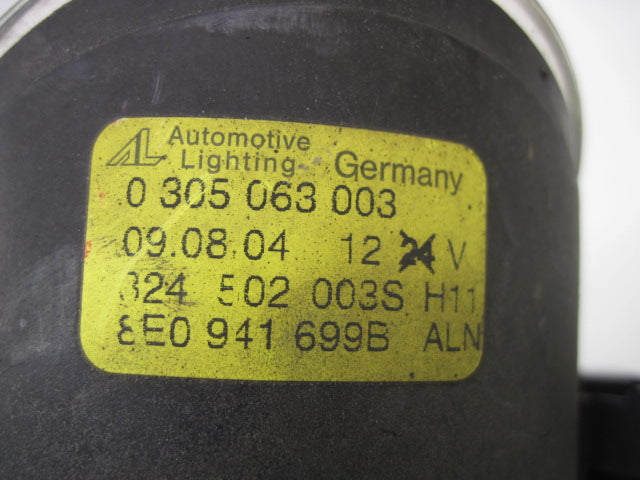 AL Automotive
Lighting Germany
0 305 063 003
09.08.04 12 24 V
324 502 003S H11
8E0 941 699B ALN